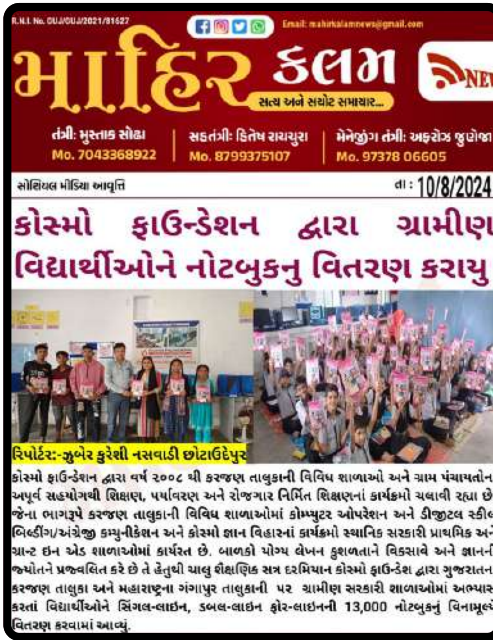 R.N.I. No. GUJ/GUJ/2021/81627
Email: mahirkalamnews@gmail.com
માહિર કલમ
NEW
સત્ય અને સચોટ સમાચાર...
તંત્રી: મુસ્તાક સોઢા
સહતંત્રી: હિતેષ રાયચુરા
મેનેજીંગ તંત્રી: અફરોઝ જુણેજા
Mo. 7043368922
Mo. 8799375107
Mo. 97378 06605
સોશિયલ મીડિયા આવૃત્તિ
તા : 10/8/2024
કોસ્મો ફાઉન્ડેશન દ્વારા ગ્રામીણ
વિદ્યાર્થીઓને નોટબુકનુ વિતરણ કરાયુ
રિપોર્ટર:-ઝુબેર કુરેશી નસવાડી છોટાઉદેપુર
કોસ્મો ફાઉન્ડેશન દ્વારા વર્ષ ૨૦૦૮ થી કરજણ તાલુકાની વિવિધ શાળાઓ અને ગ્રામ પંચાયતોન
અપૂર્વ સહયોગથી શિક્ષણ, પર્યાવરણ અને રોજગાર નિર્મિત શિક્ષણનાં કાર્યક્રમો ચલાવી રહ્યા છે
જેના ભાગરૂપે કરજણ તાલુકાની વિવિધ શાળાઓમાં કોમ્પ્યુટર ઓપરેશન અને ડીજીટલ સ્કીલ
બિલ્ડીંગ/અંગ્રેજી કમ્યુનીકેશન અને કોસ્મો જ્ઞાન વિહારનાં કાર્યક્રમો સ્થાનિક સરકારી પ્રાથમિક અને
ગ્રાન્ટ ઇન એડ શાળાઓમાં કાર્યરત છે. બાળકો યોગ્ય લેખન કુશળતાને વિકસાવે અને જ્ઞાનની
જ્યોતને પ્રજ્વલિત કરે છે તે હેતુથી ચાલુ શૈક્ષણિક સત્ર દરમિયાન કોસ્મો ફાઉન્ડેશ દ્વારા ગુજરાતન
કરજણ તાલુકા અને મહારાષ્ટ્રના ગંગાપુર તાલુકાની ૫૨ ગ્રામીણ સરકારી શાળાઓમાં અભ્યાસ
કરતાં વિદ્યાર્થીઓને સિંગલ-લાઇન, ડબલ-લાઇન ફોર-લાઇનની 13,000 નોટબુકનું વિનામૂલ્યે
વિતરણ કરવામાં આવ્યું.